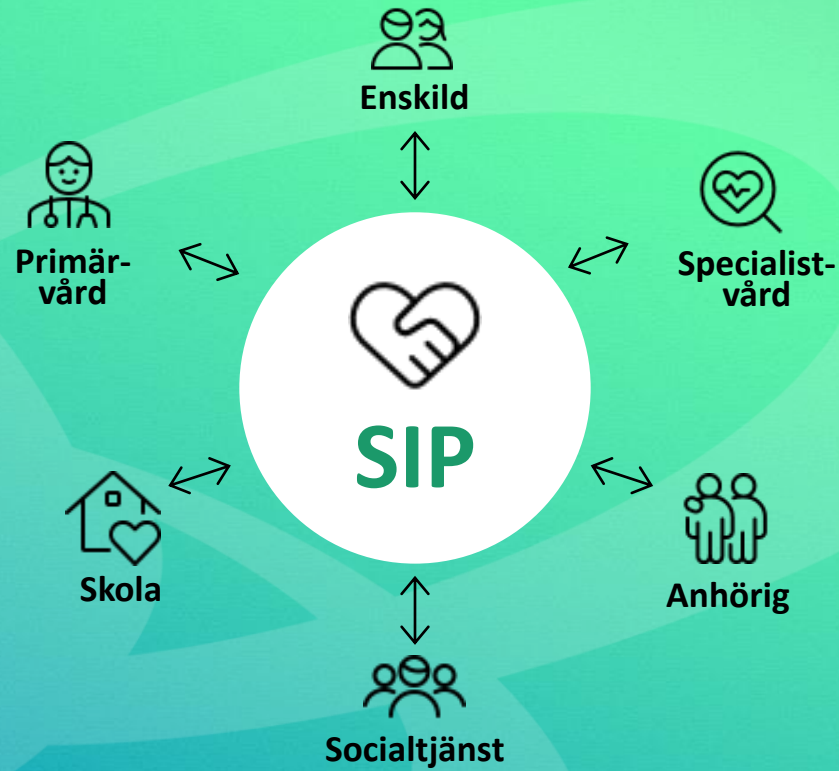 Enskild
Primär-
vård
Specialist-
vård
SIP
Skola
Anhörig
Socialtjänst